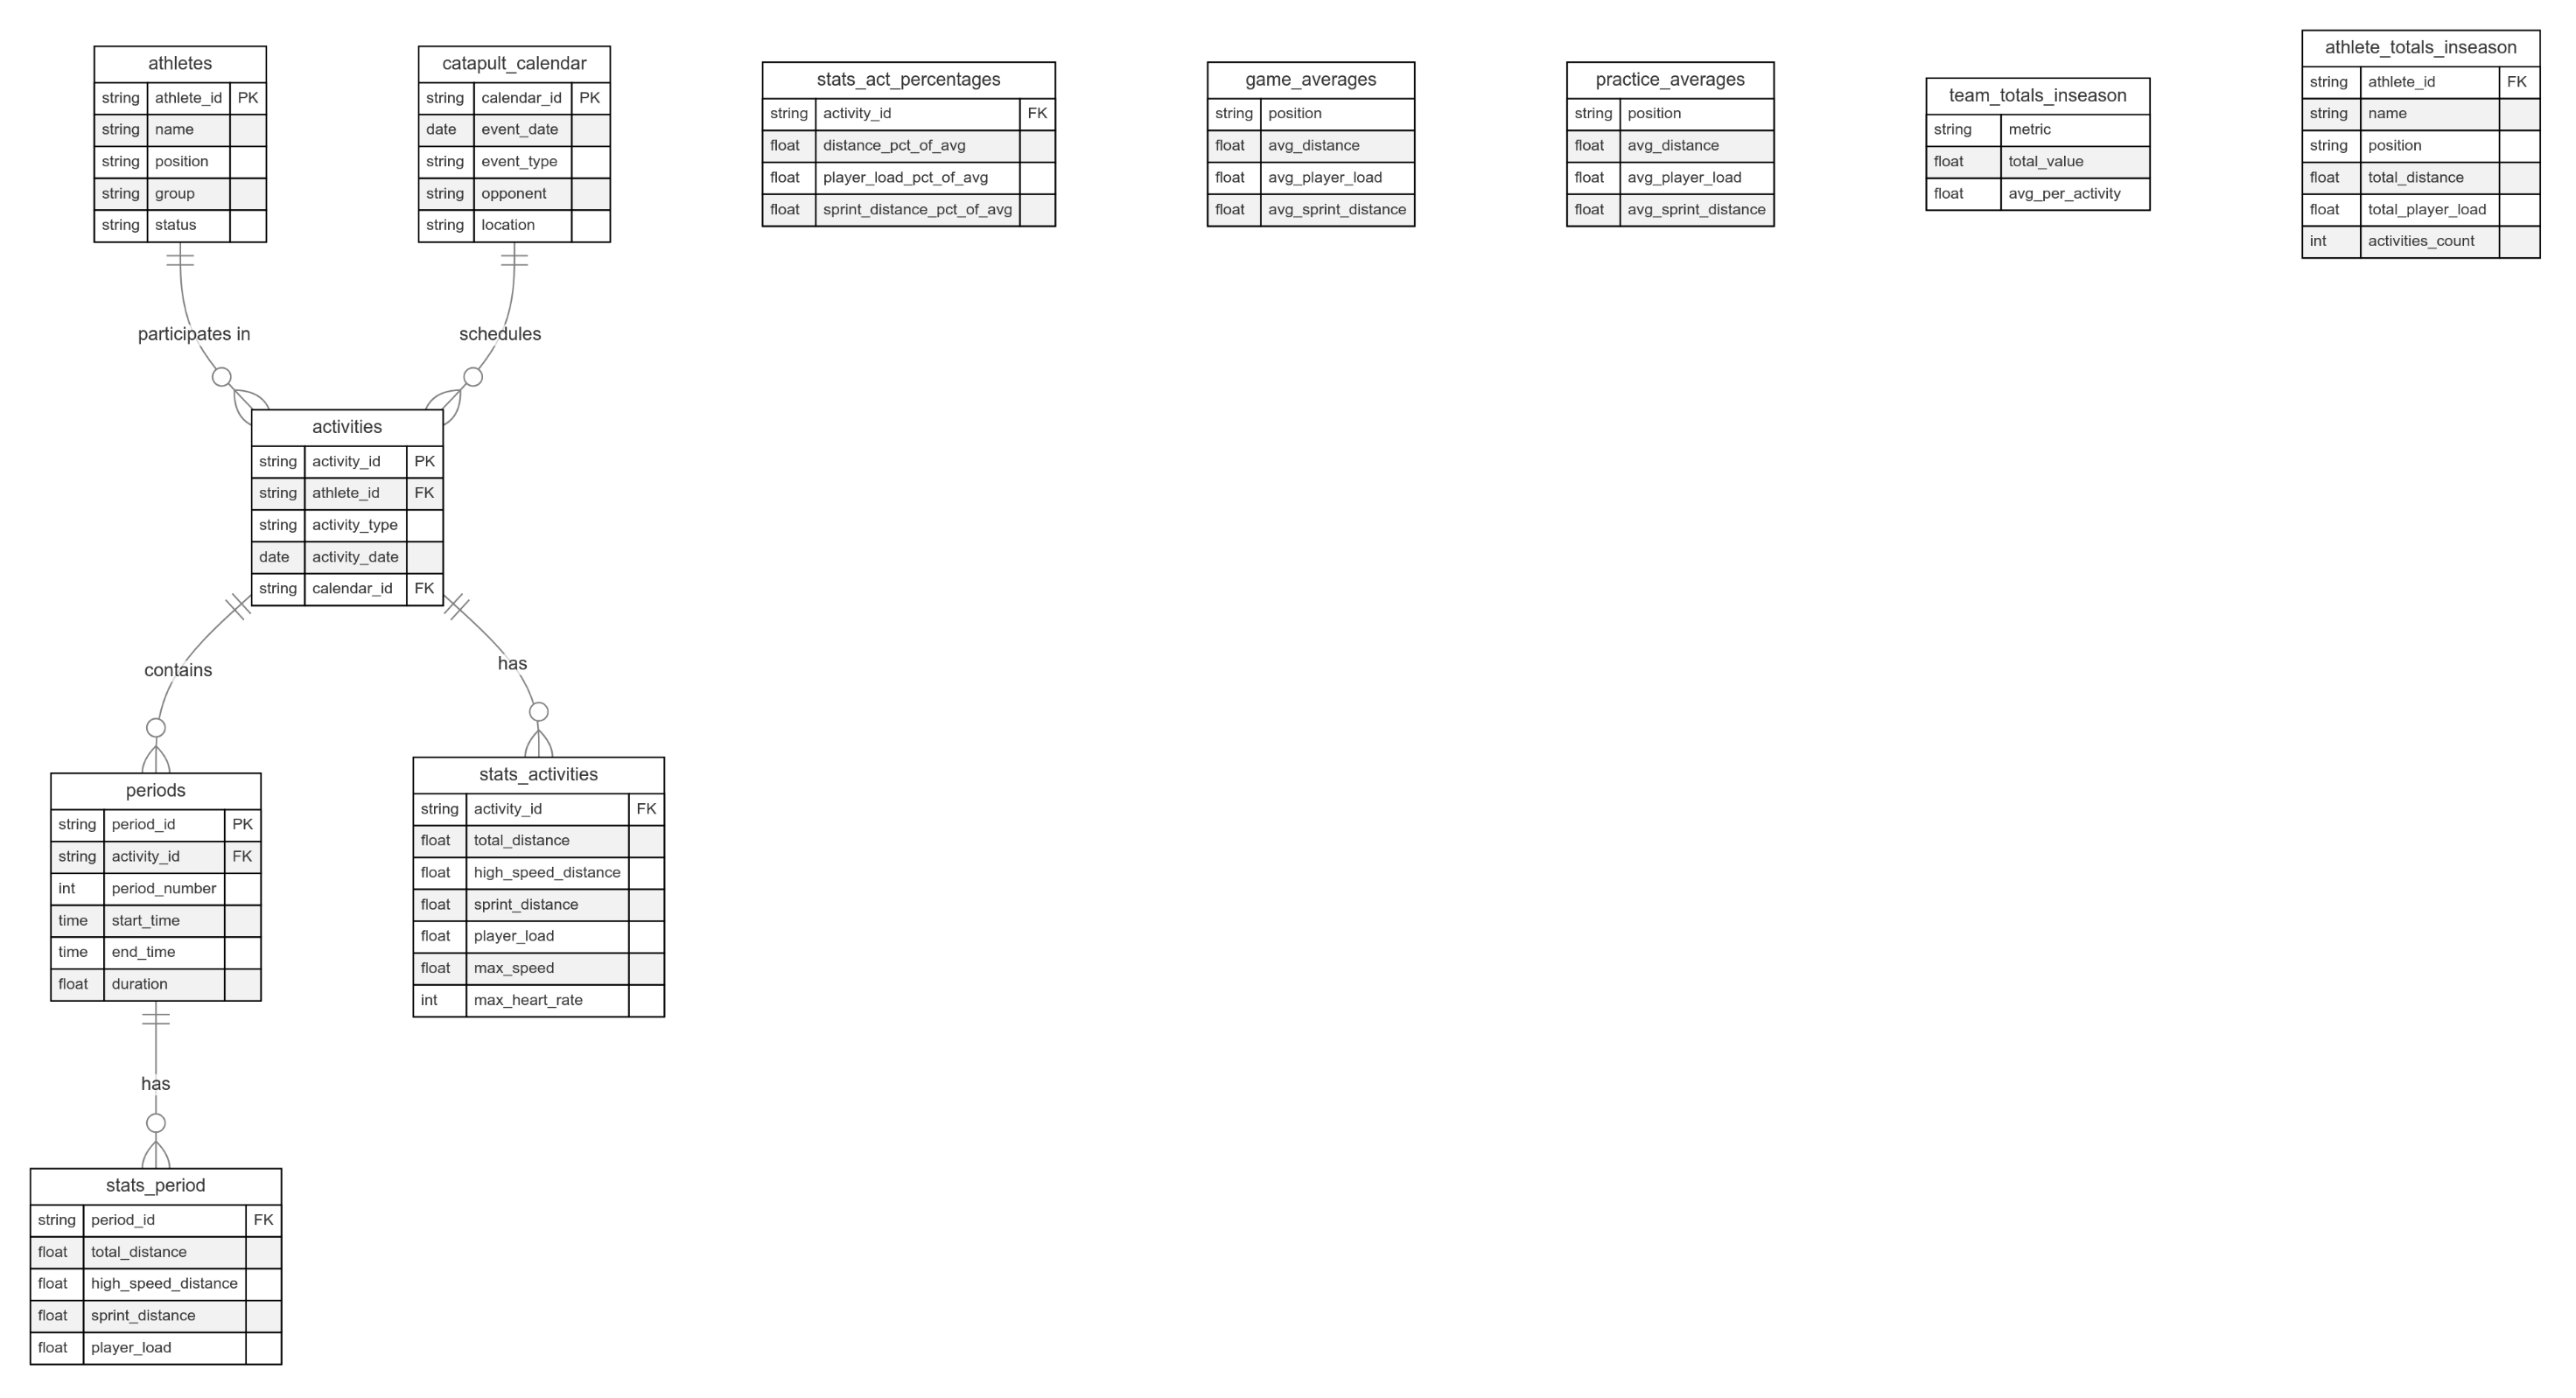 athletes
string athlete_id PK
string name
string position
string group
string status
catapult_calendar
string calendar_id PK
date event_date
string event_type
string opponent
string location
stats_act_percentages
string activity_id FK
float distance_pct_of_avg
float player_load_pct_of_avg
float sprint_distance_pct_of_avg
game_averages
string position
float avg_distance
float avg_player_load
float avg_sprint_distance
practice_averages
string position
float avg_distance
float avg_player_load
float avg_sprint_distance
team_totals_inseason
string metric
float total_value
float avg_per_activity
athlete_totals_inseason
string athlete_id FK
string name
string position
float total_distance
float total_player_load
int activities_count
participates in
schedules
activities
string activity_id PK
string athlete_id FK
string activity_type
date activity_date
string calendar_id FK
contains
has
periods
string period_id PK
string activity_id FK
int period_number
time start_time
time end_time
float duration
stats_activities
string activity_id FK
float total_distance
float high_speed_distance
float sprint_distance
float player_load
float max_speed
int max_heart_rate
has
stats_period
string period_id FK
float total_distance
float high_speed_distance
float sprint_distance
float player_load